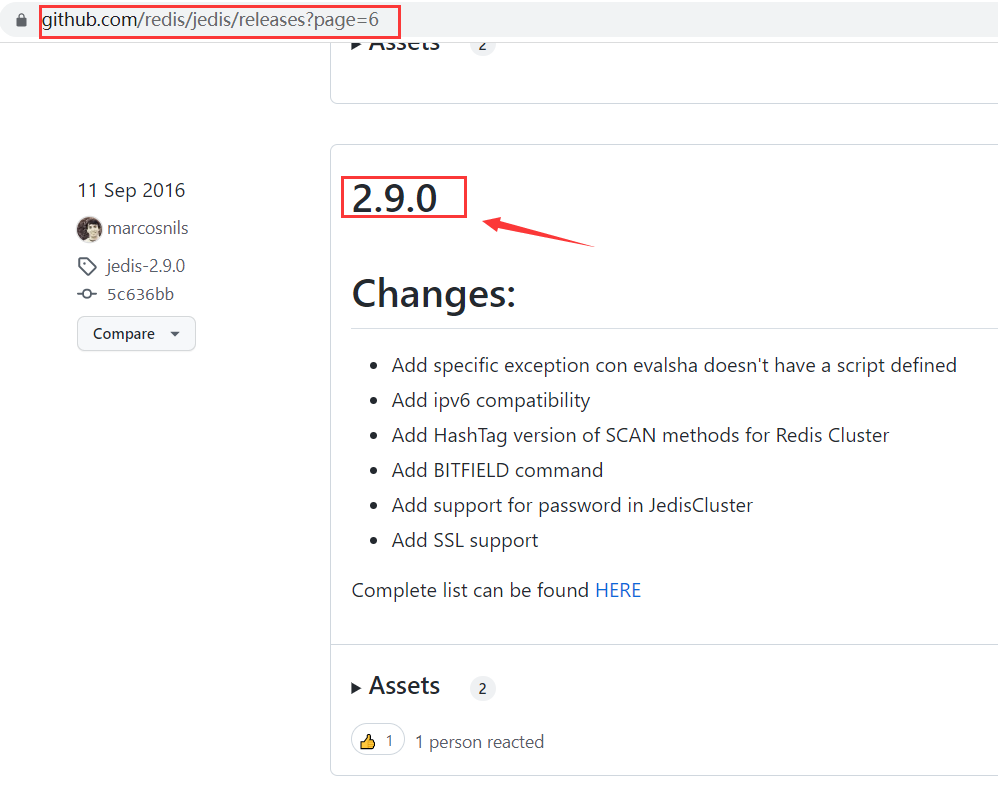 github.com/redis/jedis/releases?page=6
Assets 2
11 Sep 2016
marcosnils
jedis-2.9.0
5c636bb
Compare
2.9.0
Changes:
Add specific exception con evalsha doesn't have a script defined
Add ipv6 compatibility
Add HashTag version of SCAN methods for Redis Cluster
Add BITFIELD command
Add support for password in JedisCluster
Add SSL support
Complete list can be found HERE
Assets 2
1 1 person reacted